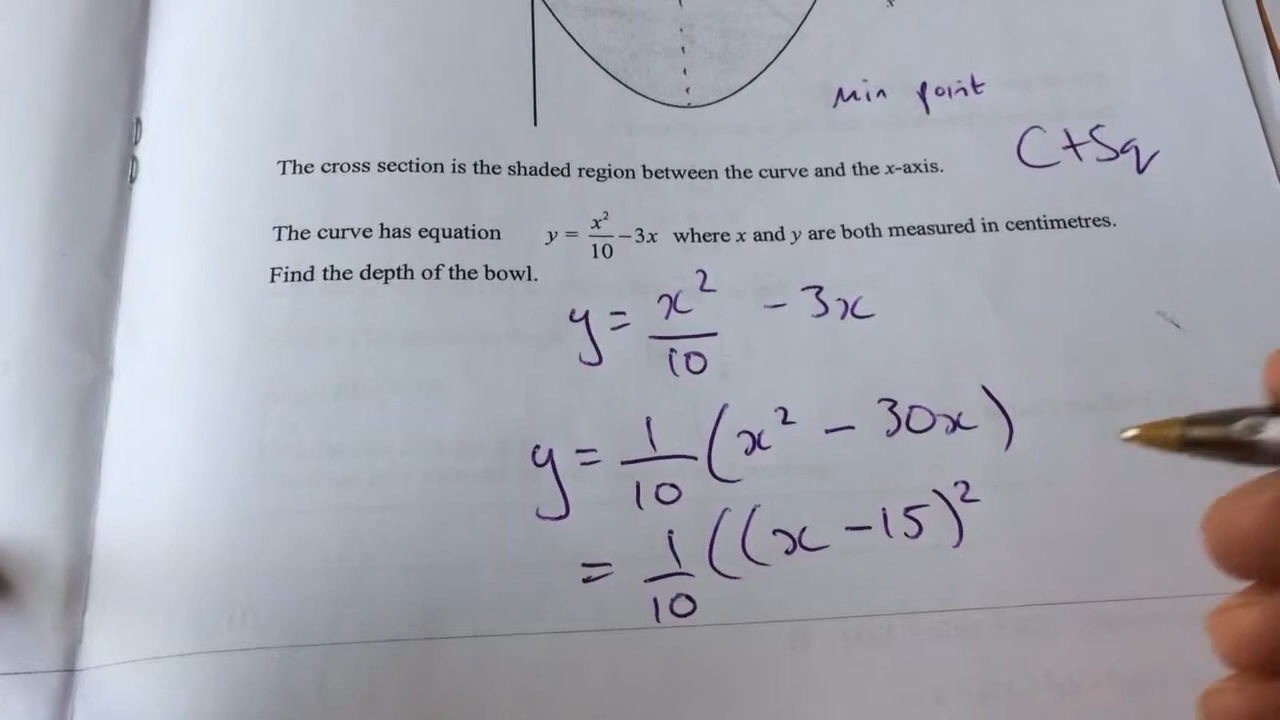 Min point
C+Sq
The cross section is the shaded region between the curve and the x-axis.
The curve has equation y = x²/10 − 3x where x and y are both measured in centimetres.
Find the depth of the bowl.
y = x²/10 − 3x
y = 1/10 (x² − 30x)
= 1/10 ((x − 15)²